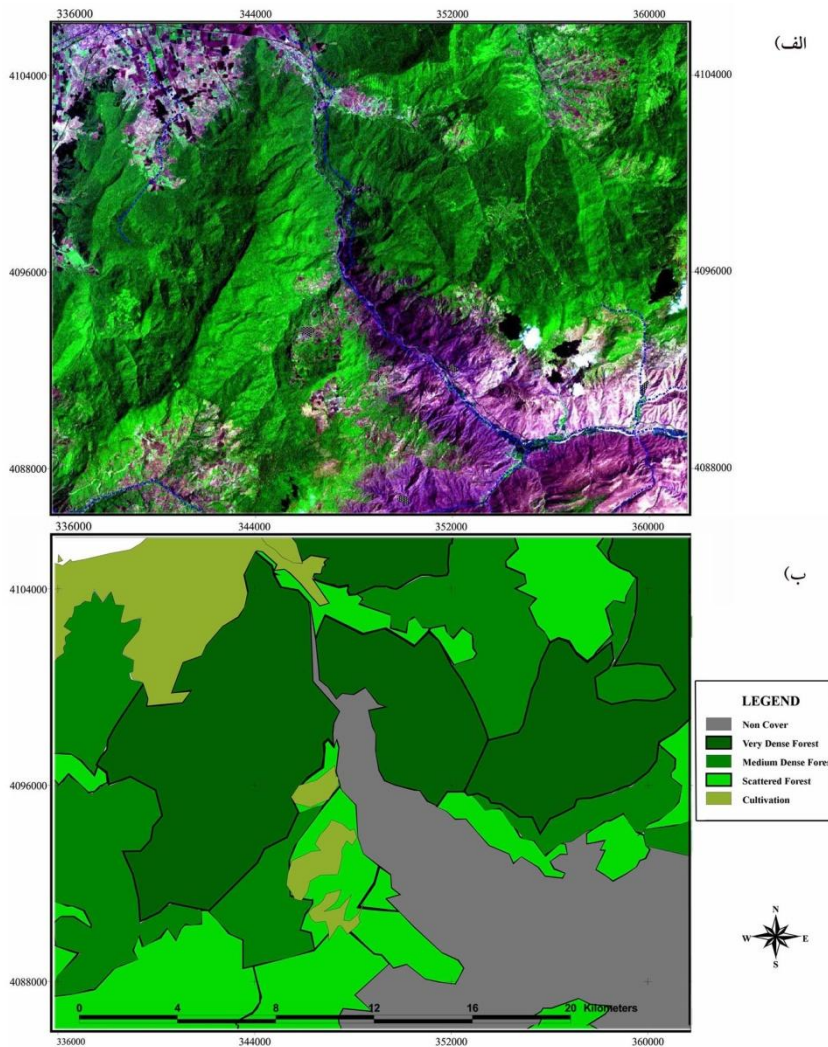 336000 344000 352000 360000
الف)
4104000 4104000
4096000 4096000
4088000 4088000
336000 344000 352000 360000
ب)
4104000
LEGEND
Non Cover
Very Dense Forest
Medium Dense Forest
Scattered Forest
Cultivation
4096000
N
W E
S
4088000
0 4 8 12 16 20 Kilometers
336000 344000 352000 360000